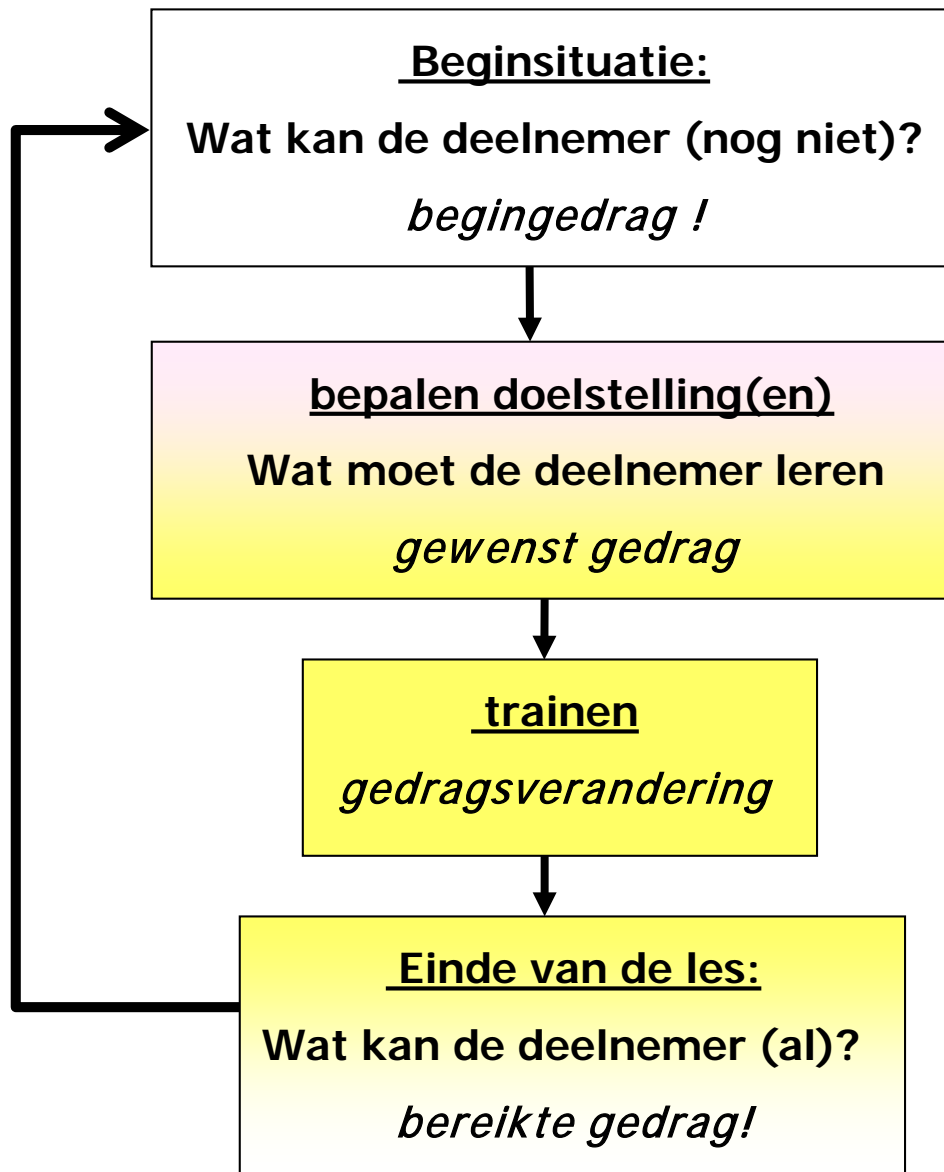 Beginsituatie:
Wat kan de deelnemer (nog niet)?
begingedrag !
bepalen doelstelling(en)
Wat moet de deelnemer leren
gewenst gedrag
trainen
gedragsverandering
Einde van de les:
Wat kan de deelnemer (al)?
bereikte gedrag!